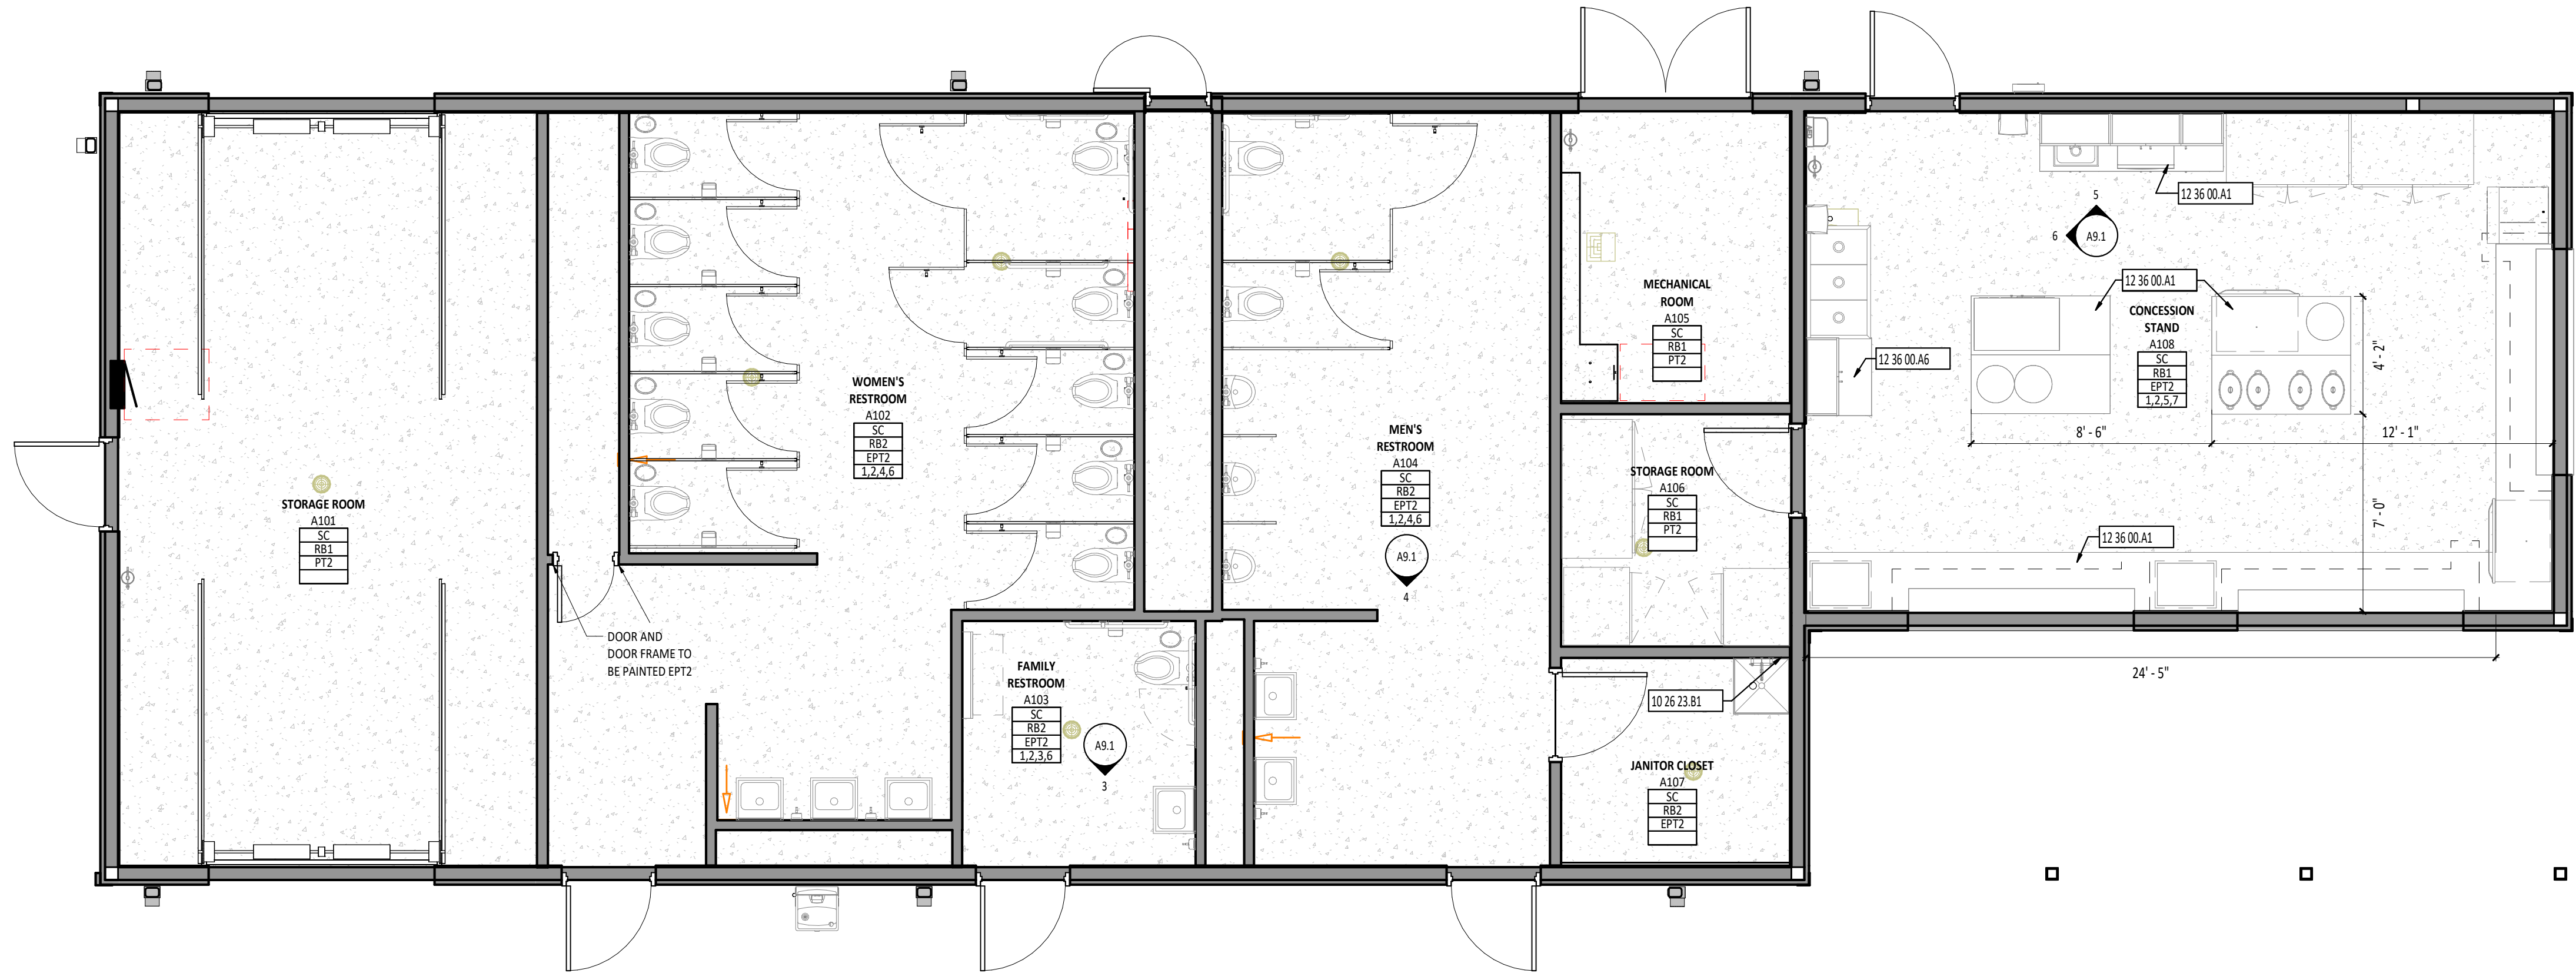 STORAGE ROOM
A101
SC
RB1
PT2
DOOR AND
DOOR FRAME TO
BE PAINTED EPT2
WOMEN'S
RESTROOM
A102
SC
RB2
EPT2
1,2,4,6
FAMILY
RESTROOM
A103
SC
RB2
EPT2
1,2,3,6
A9.1
3
MEN'S
RESTROOM
A104
SC
RB2
EPT2
1,2,4,6
A9.1
4
MECHANICAL
ROOM
A105
SC
RB1
PT2
STORAGE ROOM
A106
SC
RB1
PT2
10 26 23.B1
JANITOR CLOSET
A107
SC
RB2
EPT2
AED
12 36 00.A1
5
6
A9.1
12 36 00.A1
12 36 00.A6
CONCESSION
STAND
A108
SC
RB1
EPT2
1,2,5,7
4' - 2"
8' - 6"
12' - 1"
7' - 0"
12 36 00.A1
24' - 5"